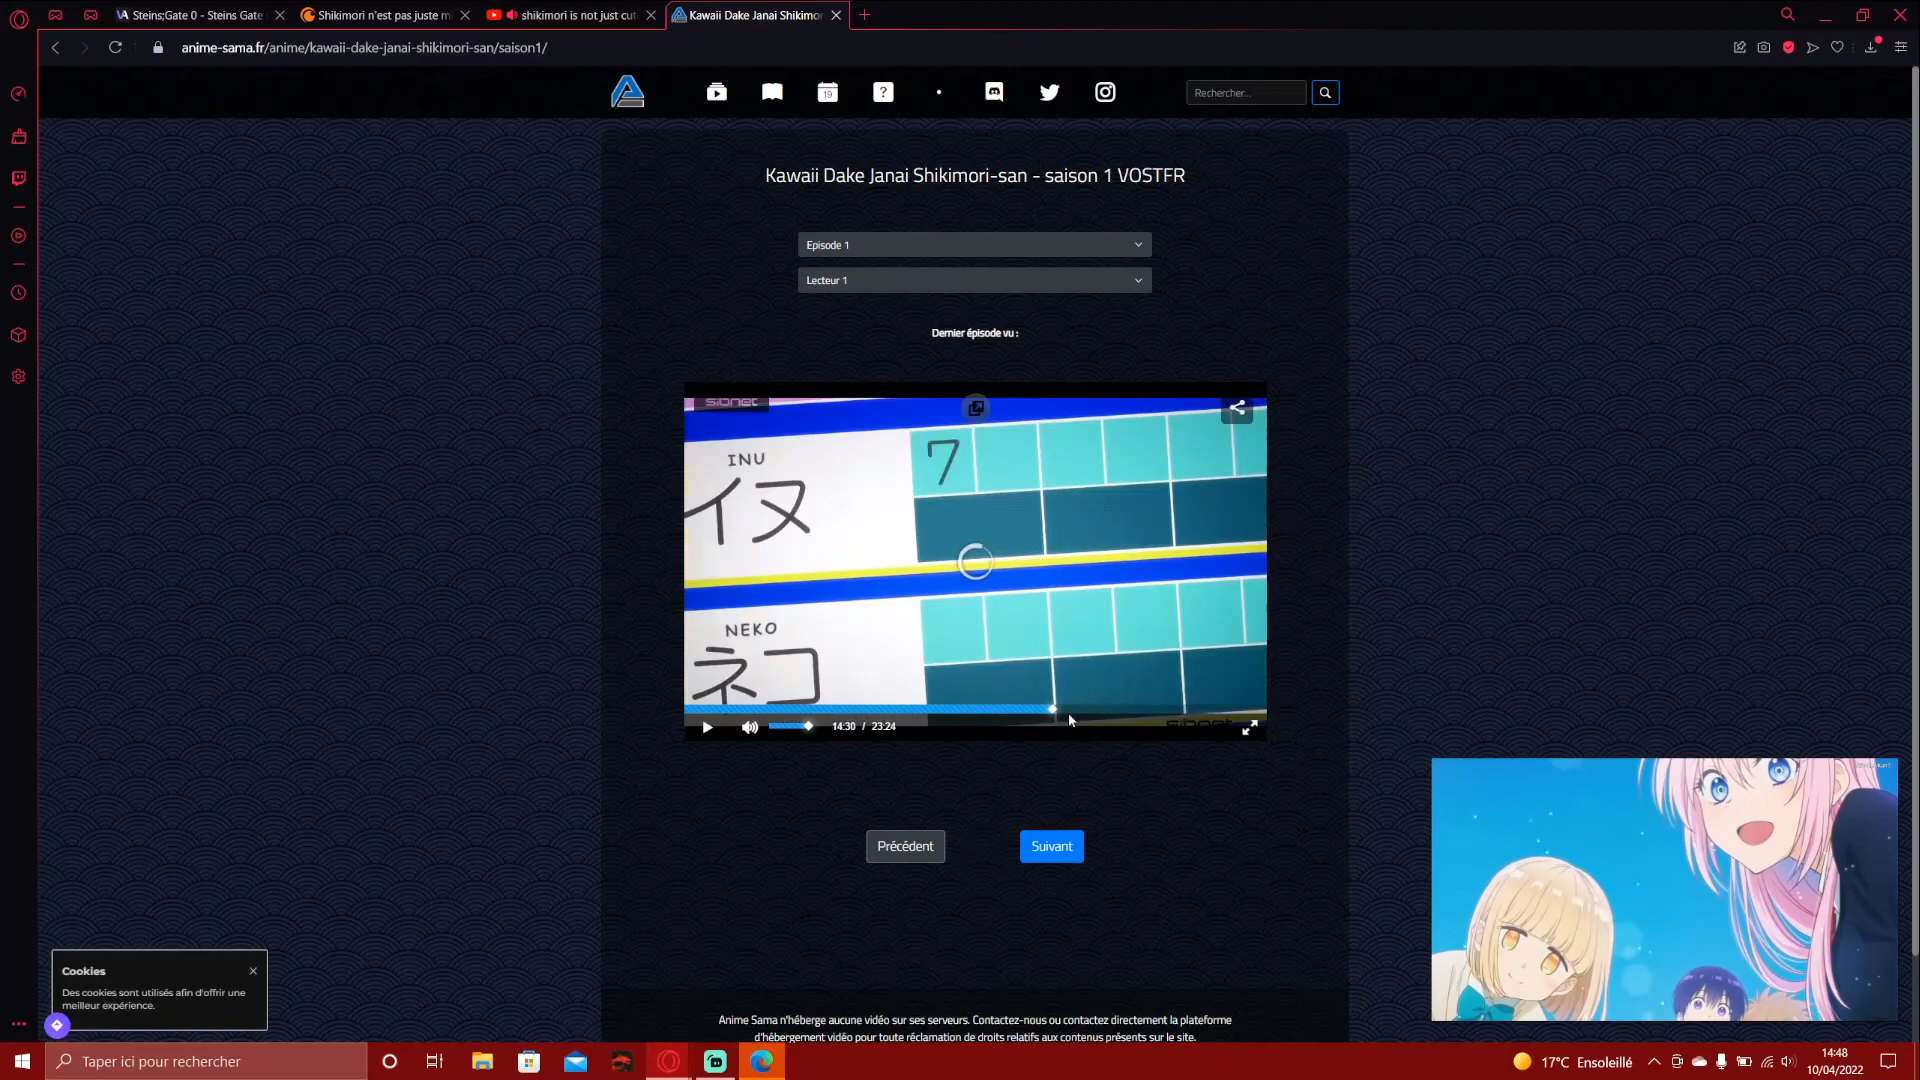 Steins;Gate 0 - Steins Gate
Shikimori n'est pas juste mi
shikimori is not just cut
Kawaii Dake Janai Shikimor
anime-sama.fr/anime/kawaii-dake-janai-shikimori-san/saison1/
19
?
Rechercher...
Kawaii Dake Janai Shikimori-san - saison 1 VOSTFR
Episode 1
Lecteur 1
Dernier épisode vu :
sibnet
INU
イヌ
7
NEKO
ネコ
sibnet
14:30 / 23:24
Précédent
Suivant
Cookies
Des cookies sont utilisés afin d'offrir une
meilleur expérience.
Anime Sama n'héberge aucune vidéo sur ses serveurs. Contactez-nous ou contactez directement la plateforme
d'hébergement vidéo pour toute réclamation de droits relatifs aux contenus présents sur le site.
Taper ici pour rechercher
17°C Ensoleillé
14:48
10/04/2022